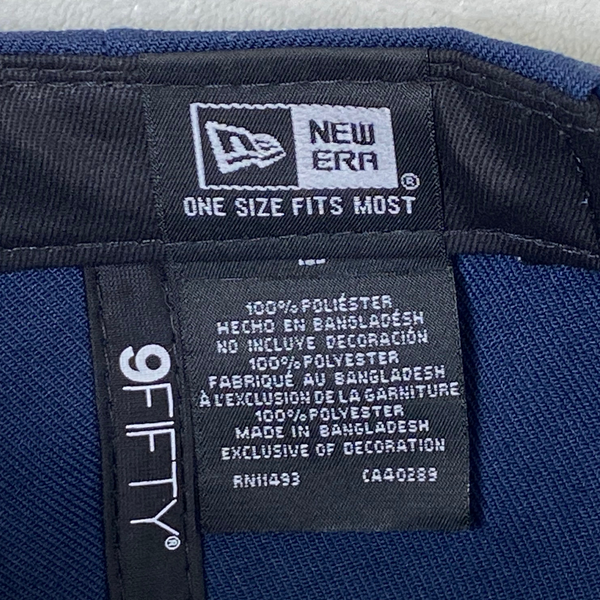 NEW
ERA®
ONE SIZE FITS MOST
100% POLIÉSTER
HECHO EN BANGLADÉSH
NO INCLUYE DECORACIÓN
100% POLYESTER
FABRIQUÉ AU BANGLADESH
À L'EXCLUSION DE LA GARNITURE
100% POLYESTER
MADE IN BANGLADESH
EXCLUSIVE OF DECORATION
RN11493 CA40289
9FIFTY®